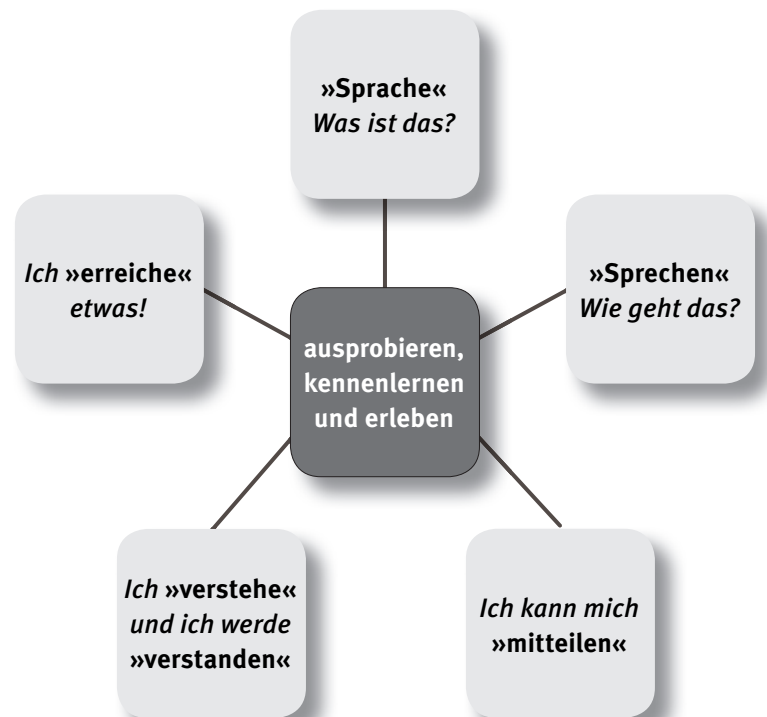 »Sprache«
Was ist das?
Ich »erreiche«
etwas!
»Sprechen«
Wie geht das?
ausprobieren,
kennenlernen
und erleben
Ich »verstehe«
und ich werde
»verstanden«
Ich kann mich
»mitteilen«